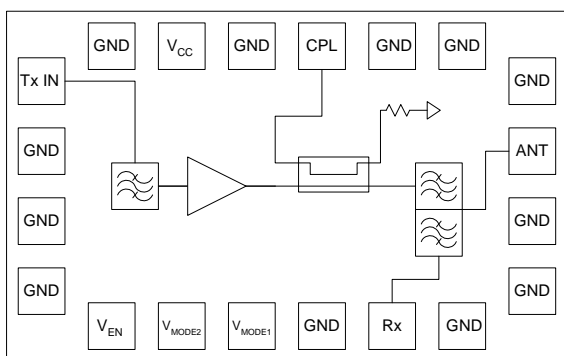 GND
VCC
GND
CPL
GND
GND
Tx IN
GND
GND
ANT
GND
GND
GND
GND
VEN
VMODE2
VMODE1
GND
Rx
GND
GND